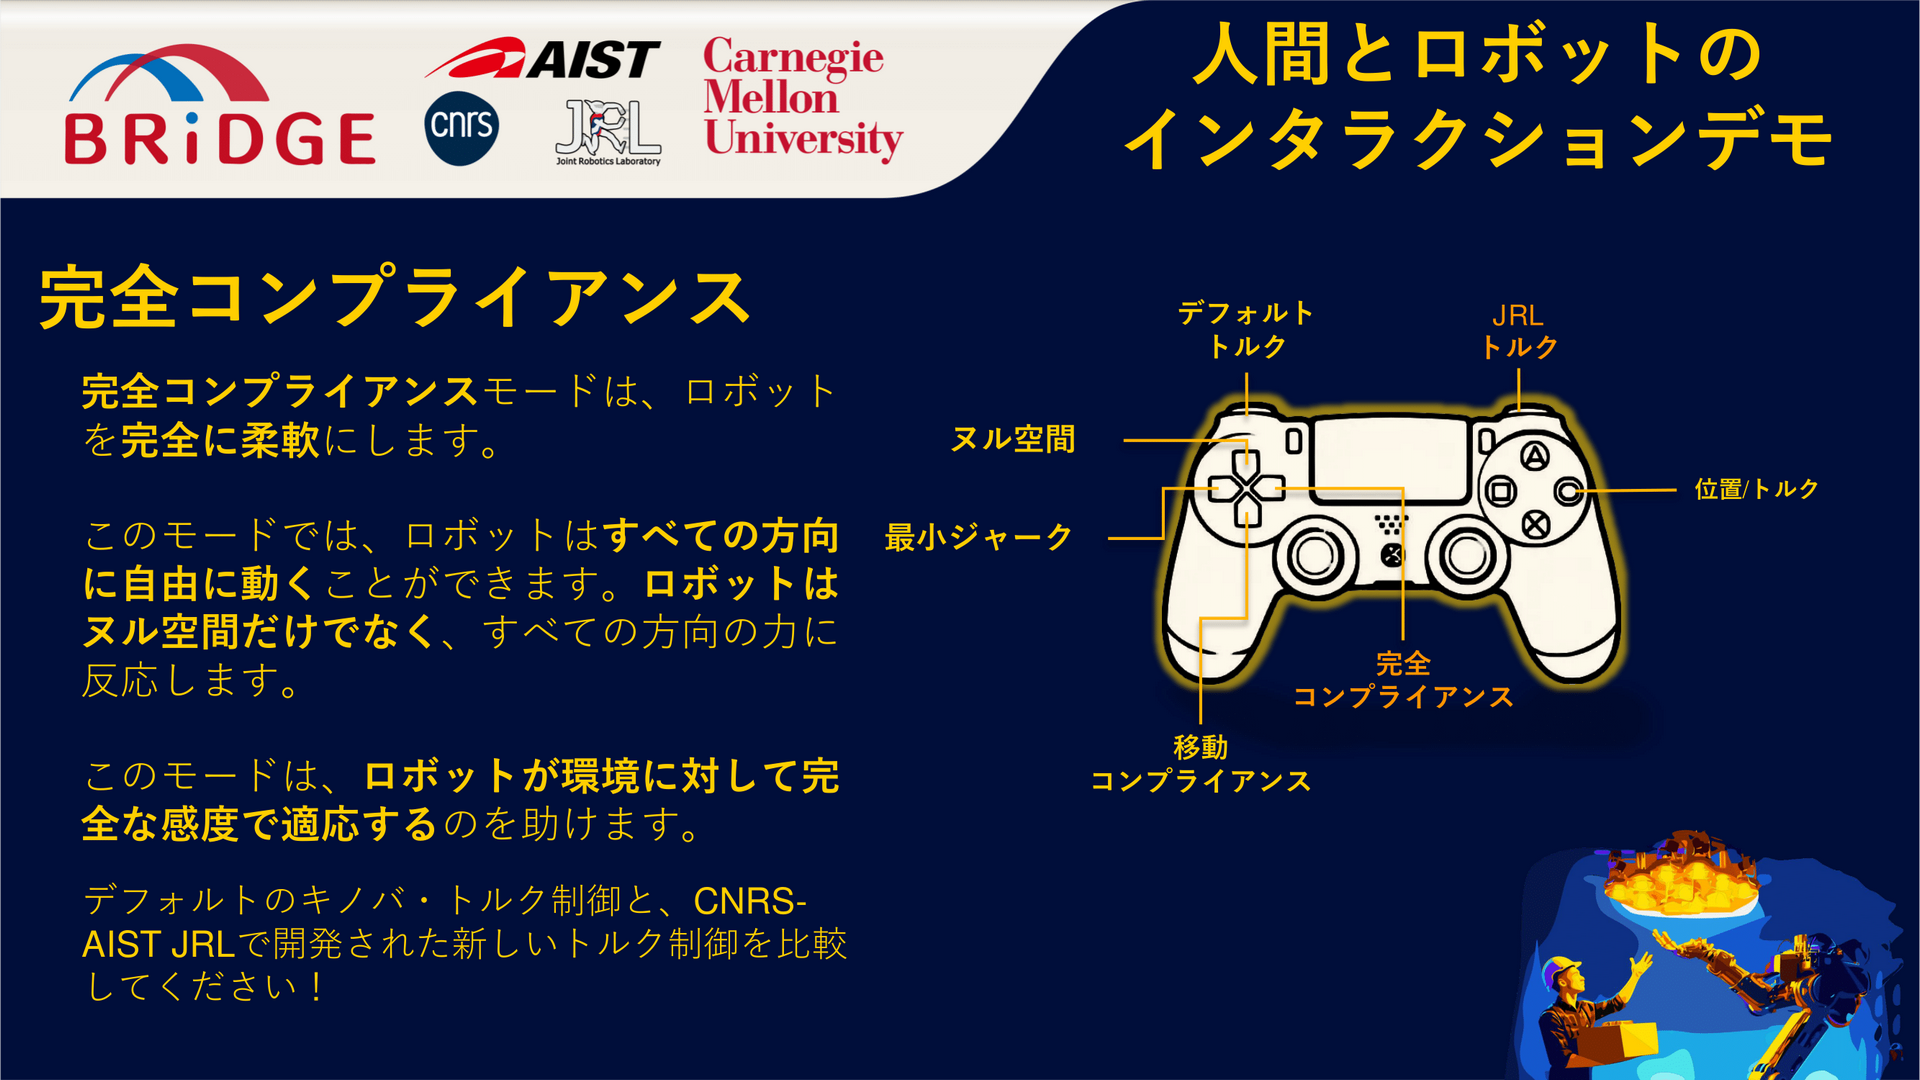 BRiDGE
AIST
cnrs
JRL
Joint Robotics Laboratory
Carnegie
Mellon
University
人間とロボットの
インタラクションデモ
完全コンプライアンス
完全コンプライアンスモードは、ロボット
を完全に柔軟にします。
このモードでは、ロボットはすべての方向
に自由に動くことができます。ロボットは
ヌル空間だけでなく、すべての方向の力に
反応します。
このモードは、ロボットが環境に対して完
全な感度で適応するのを助けます。
デフォルトのキノバ・トルク制御と、CNRS-
AIST JRLで開発された新しいトルク制御を比較
してください！
デフォルト
トルク
JRL
トルク
ヌル空間
最小ジャーク
位置/トルク
A
X
完全
コンプライアンス
移動
コンプライアンス